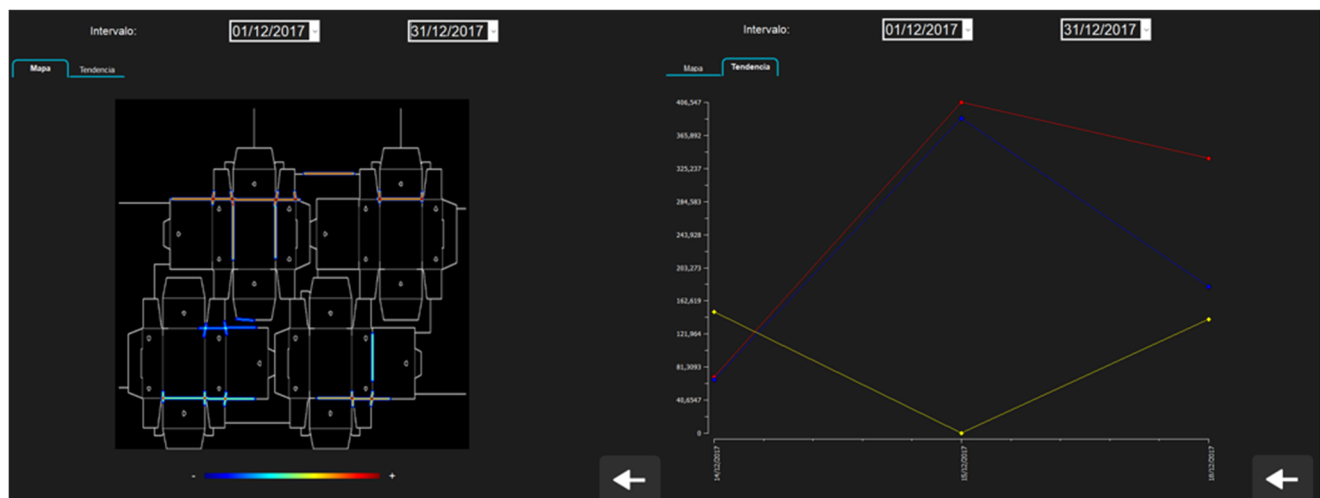 Intervalo: 01/12/2017 31/12/2017
Mapa Tendencia
- +
Intervalo: 01/12/2017 31/12/2017
Mapa Tendencia
406,547
365,892
325,237
284,583
243,928
203,273
162,619
121,964
81,3093
40,6547
0
14/12/2017 15/12/2017 18/12/2017